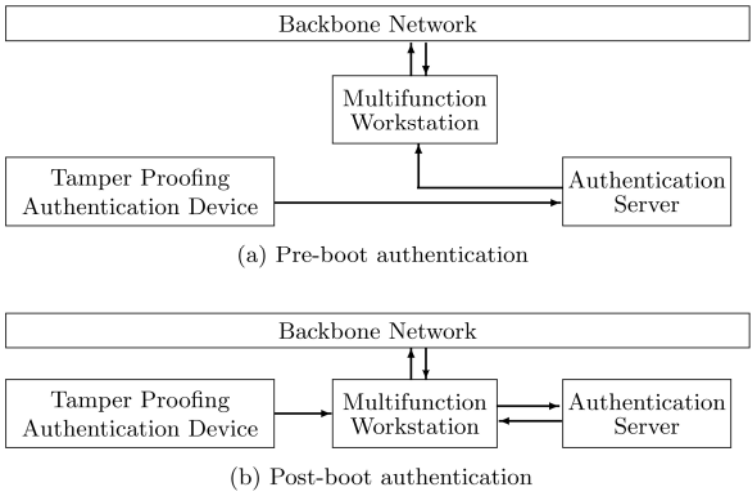 Backbone Network
Multifunction
Workstation
Tamper Proofing
Authentication Device
Authentication
Server
(a) Pre-boot authentication
Backbone Network
Tamper Proofing
Authentication Device
Multifunction
Workstation
Authentication
Server
(b) Post-boot authentication